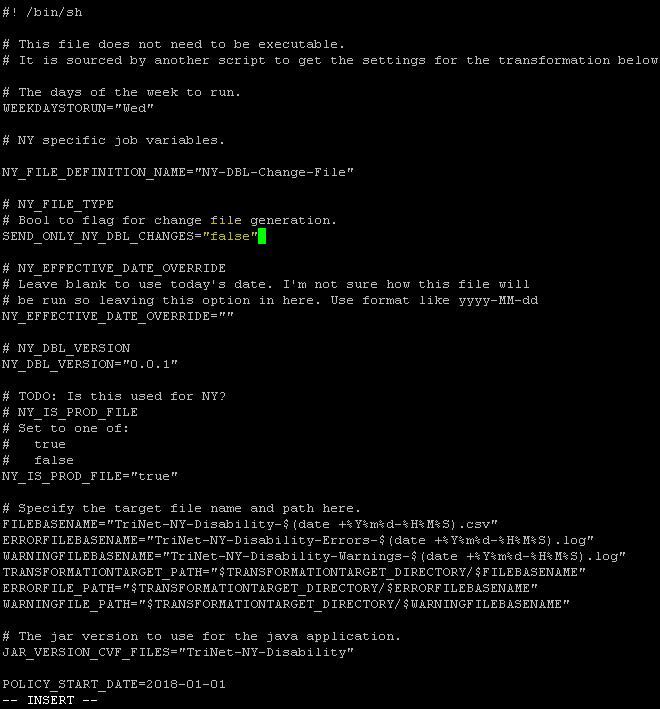 #! /bin/sh
# This file does not need to be executable.
# It is sourced by another script to get the settings for the transformation below
# The days of the week to run.
WEEKDAYSTORUN="Wed"
# NY specific job variables.
NY_FILE_DEFINITION_NAME="NY-DBL-Change-File"
# NY_FILE_TYPE
# Bool to flag for change file generation.
SEND_ONLY_NY_DBL_CHANGES="false"
# NY_EFFECTIVE_DATE_OVERRIDE
# Leave blank to use today's date. I'm not sure how this file will
# be run so leaving this option in here. Use format like yyyy-MM-dd
NY_EFFECTIVE_DATE_OVERRIDE=""
# NY_DBL_VERSION
NY_DBL_VERSION="0.0.1"
# TODO: Is this used for NY?
# NY_IS_PROD_FILE
# Set to one of:
#   true
#   false
NY_IS_PROD_FILE="true"
# Specify the target file name and path here.
FILEBASENAME="TriNet-NY-Disability-$(date +%Y%m%d-%H%M%S).csv"
ERRORFILEBASENAME="TriNet-NY-Disability-Errors-$(date +%Y%m%d-%H%M%S).log"
WARNINGFILEBASENAME="TriNet-NY-Disability-Warnings-$(date +%Y%m%d-%H%M%S).log"
TRANSFORMATIONTARGET_PATH="$TRANSFORMATIONTARGET_DIRECTORY/$FILEBASENAME"
ERRORFILE_PATH="$TRANSFORMATIONTARGET_DIRECTORY/$ERRORFILEBASENAME"
WARNINGFILE_PATH="$TRANSFORMATIONTARGET_DIRECTORY/$WARNINGFILEBASENAME"
# The jar version to use for the java application.
JAR_VERSION_CVF_FILES="TriNet-NY-Disability"
POLICY_START_DATE=2018-01-01
-- INSERT --